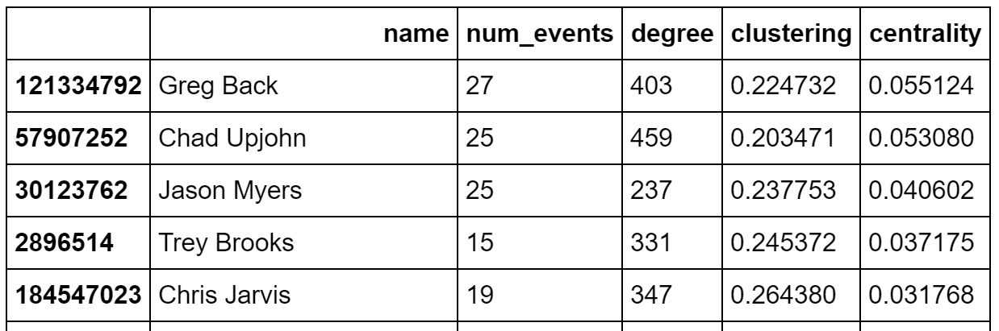 name num_events degree clustering centrality
121334792 Greg Back 27 403 0.224732 0.055124
57907252 Chad Upjohn 25 459 0.203471 0.053080
30123762 Jason Myers 25 237 0.237753 0.040602
2896514 Trey Brooks 15 331 0.245372 0.037175
184547023 Chris Jarvis 19 347 0.264380 0.031768